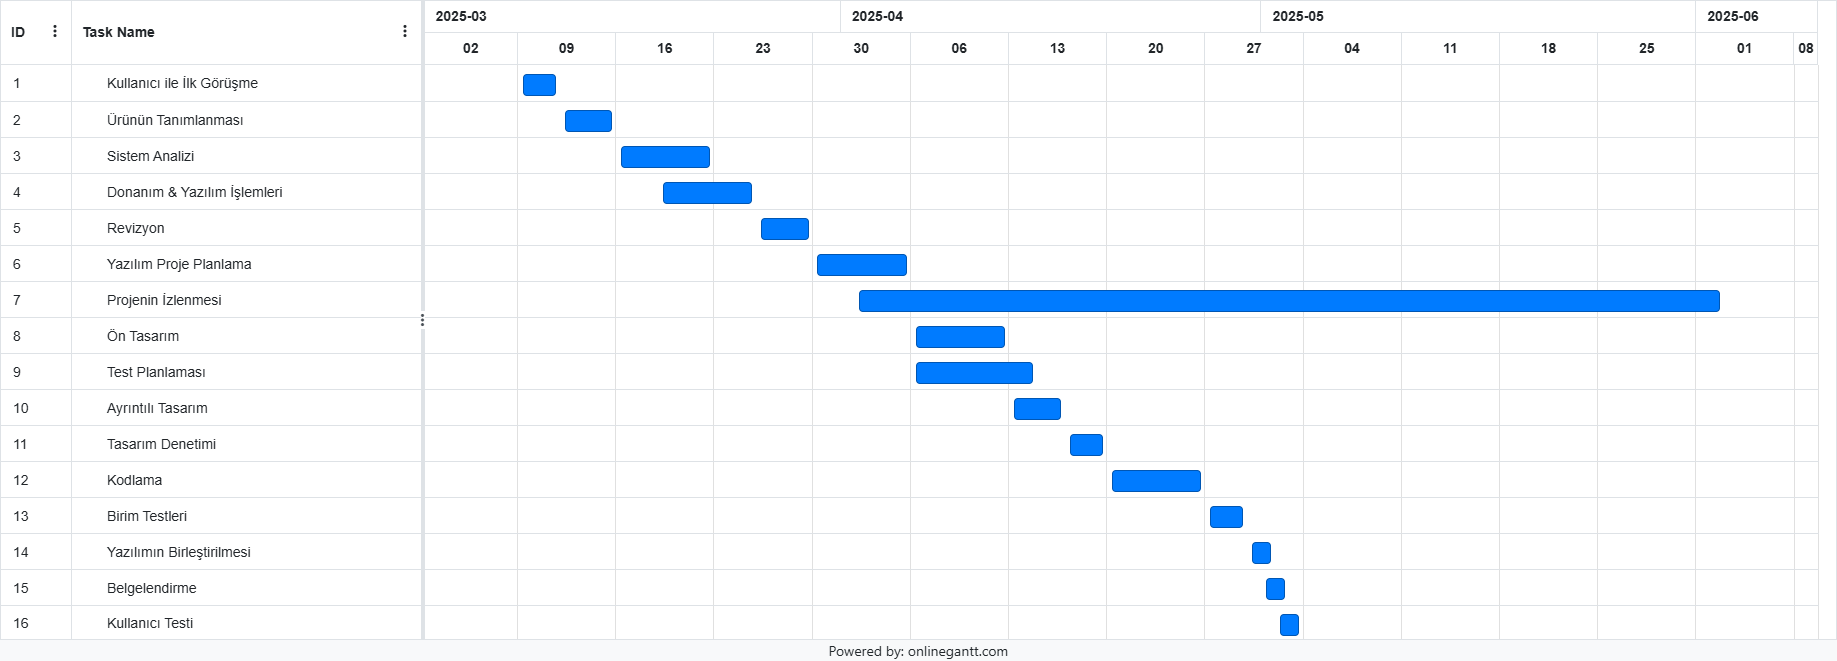 ID
Task Name
2025-03
2025-04
2025-05
2025-06
02 09 16 23 30 06 13 20 27 04 11 18 25 01 08
1 Kullanıcı ile İlk Görüşme
2 Ürünün Tanımlanması
3 Sistem Analizi
4 Donanım & Yazılım İşlemleri
5 Revizyon
6 Yazılım Proje Planlama
7 Projenin İzlenmesi
8 Ön Tasarım
9 Test Planlaması
10 Ayrıntılı Tasarım
11 Tasarım Denetimi
12 Kodlama
13 Birim Testleri
14 Yazılımın Birleştirilmesi
15 Belgelendirme
16 Kullanıcı Testi
Powered by: onlinegantt.com